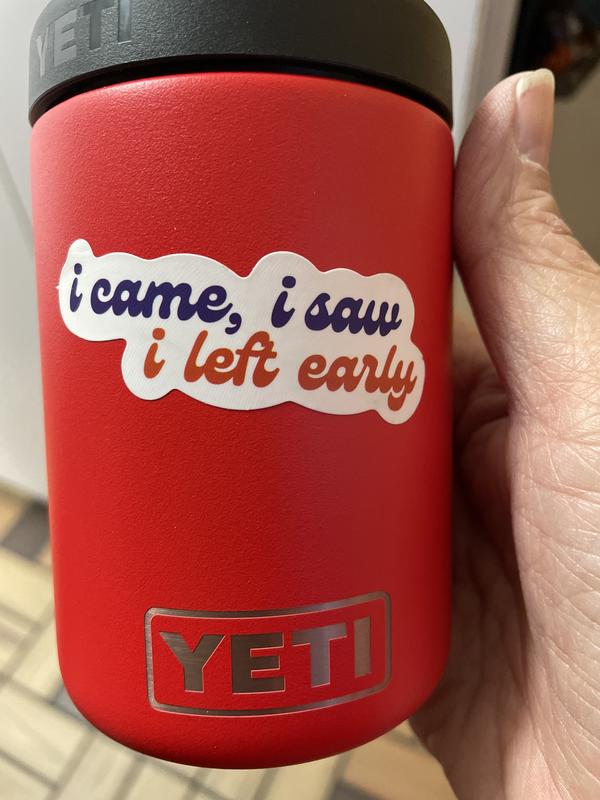 YETI
i came, i saw
i left early
YETI